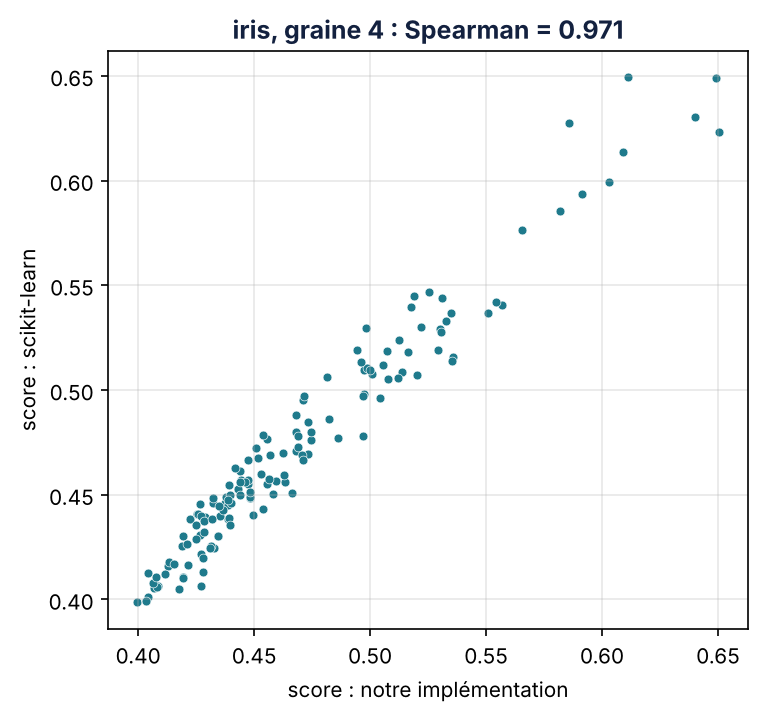 iris, graine 4 : Spearman = 0.971
score : scikit-learn
0.65
0.60
0.55
0.50
0.45
0.40
0.40 0.45 0.50 0.55 0.60 0.65
score : notre implémentation